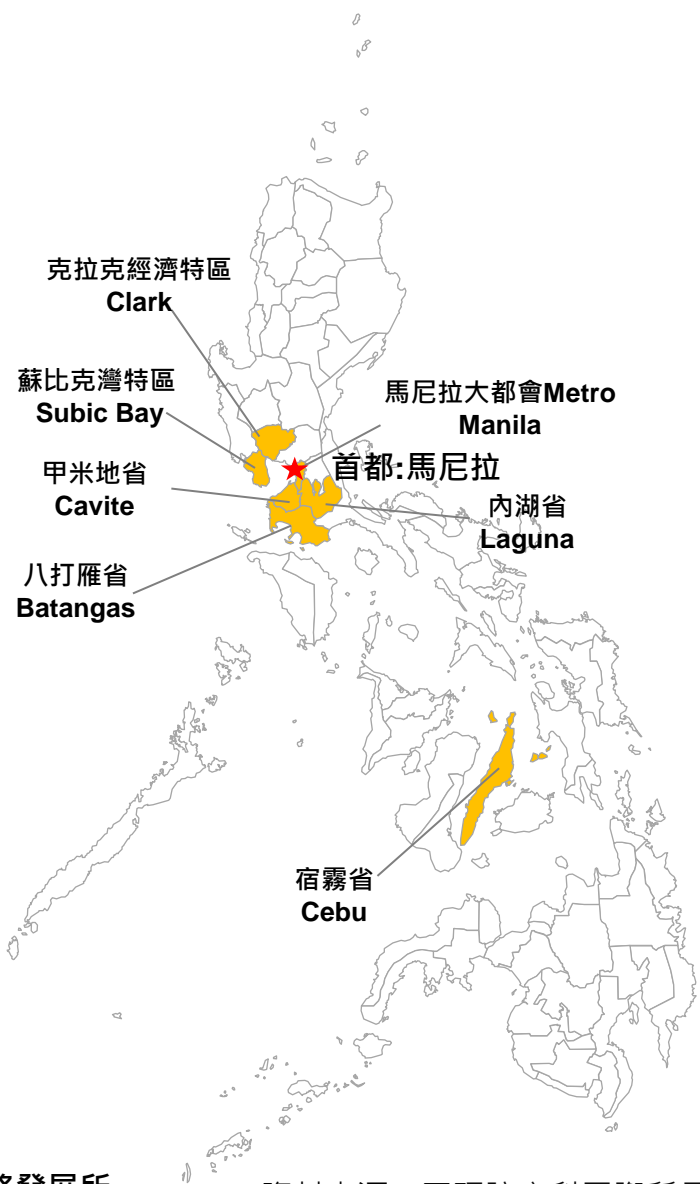 克拉克經濟特區
Clark
蘇比克灣特區
Subic Bay
馬尼拉大都會Metro
Manila
首都:馬尼拉
甲米地省
Cavite
內湖省
Laguna
八打雁省
Batangas
宿霧省
Cebu